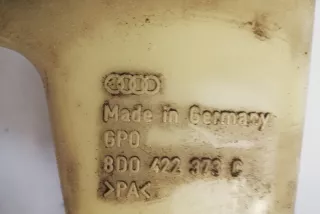 Made in Germany
GPO
8D0 422 373 C
>PA<